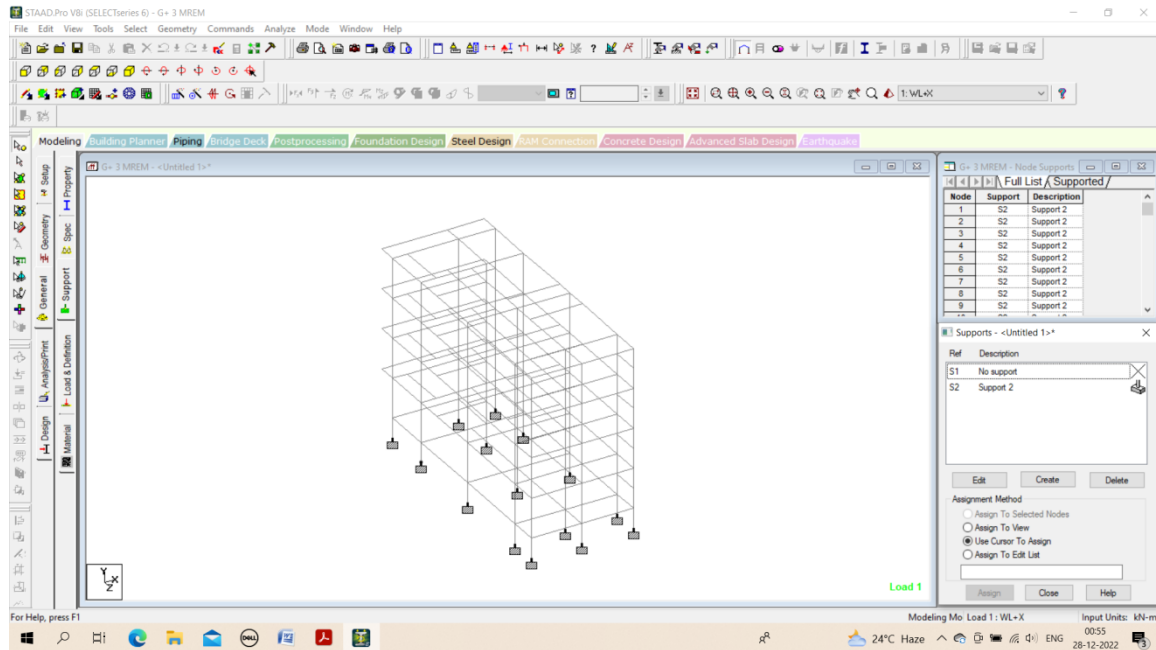 STAAD.Pro V8i (SELECTseries 6) - G+ 3 MREM
File Edit View Tools Select Geometry Commands Analyze Mode Window Help
1: WL+X
Modeling Building Planner Piping Bridge Deck Postprocessing Foundation Design Steel Design RAM Connection Concrete Design Advanced Slab Design Earthquake
Setup
Geometry
General
Analysis/Print
Design
Property
Spec
Support
Load & Definition
Material
G+ 3 MREM - <Untitled 1>*
Y
X
Z
Load 1
G+ 3 MREM - Node Supports
Full List Supported
Node Support Description
1 S2 Support 2
2 S2 Support 2
3 S2 Support 2
4 S2 Support 2
5 S2 Support 2
6 S2 Support 2
7 S2 Support 2
8 S2 Support 2
9 S2 Support 2
Supports - <Untitled 1>*
Ref Description
S1 No support
S2 Support 2
Edit Create Delete
Assignment Method
Assign To Selected Nodes
Assign To View
Use Cursor To Assign
Assign To Edit List
Assign Close Help
For Help, press F1
Modeling Mo Load 1 : WL+X Input Units: kN-m
DELL
24°C Haze
ENG
00:55
28-12-2022
3